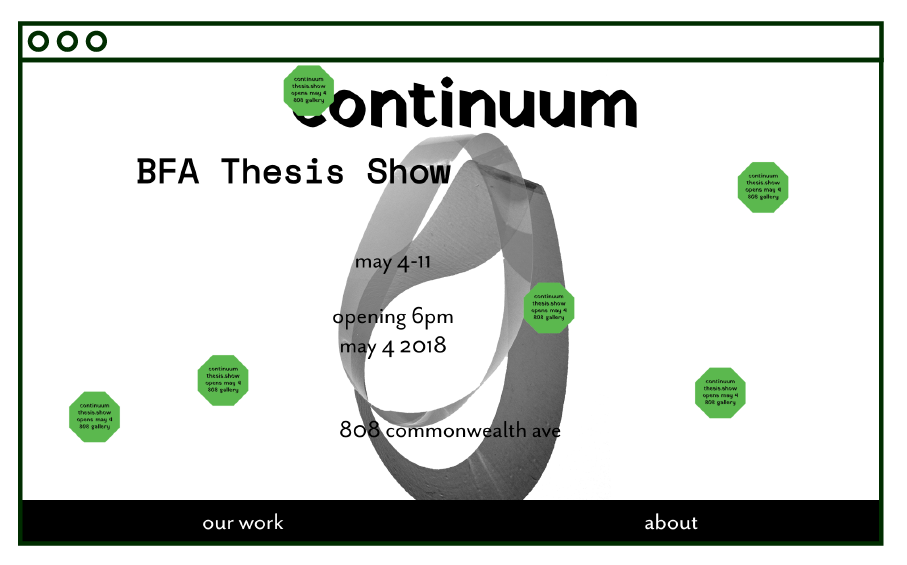 continuum
thesis show
opens may 4
808 gallery
continuum
BFA Thesis Show
continuum
thesis show
opens may 4
808 gallery
may 4-11
continuum
thesis show
opens may 4
808 gallery
opening 6pm
may 4 2018
continuum
thesis show
opens may 4
808 gallery
continuum
thesis show
opens may 4
808 gallery
continuum
thesis show
opens may 4
808 gallery
808 commonwealth ave
our work
about